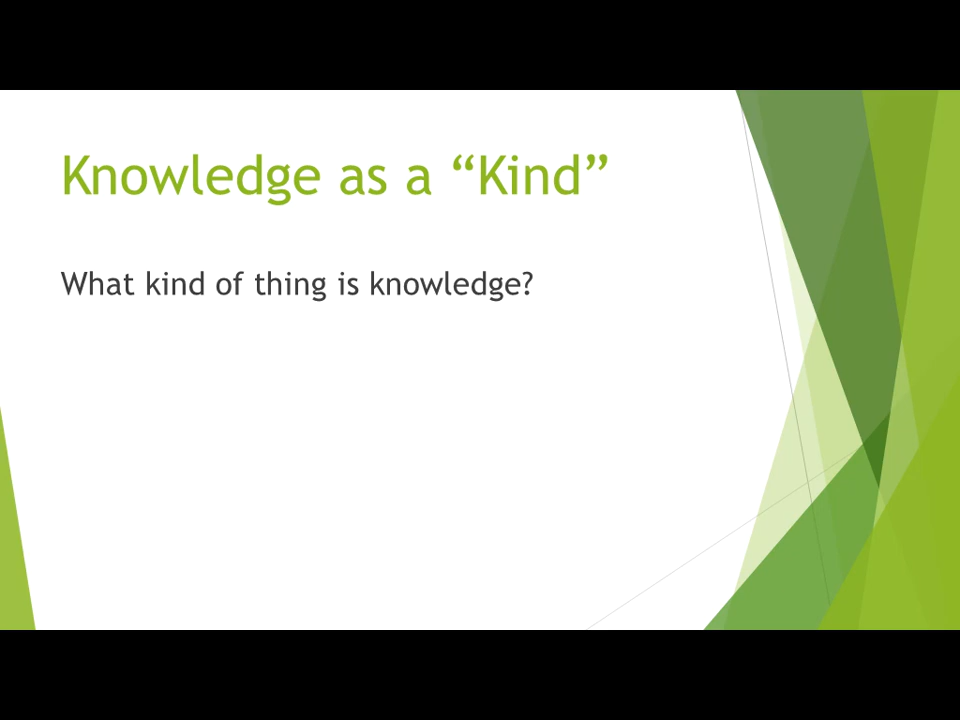 Knowledge as a “Kind”
What kind of thing is knowledge?